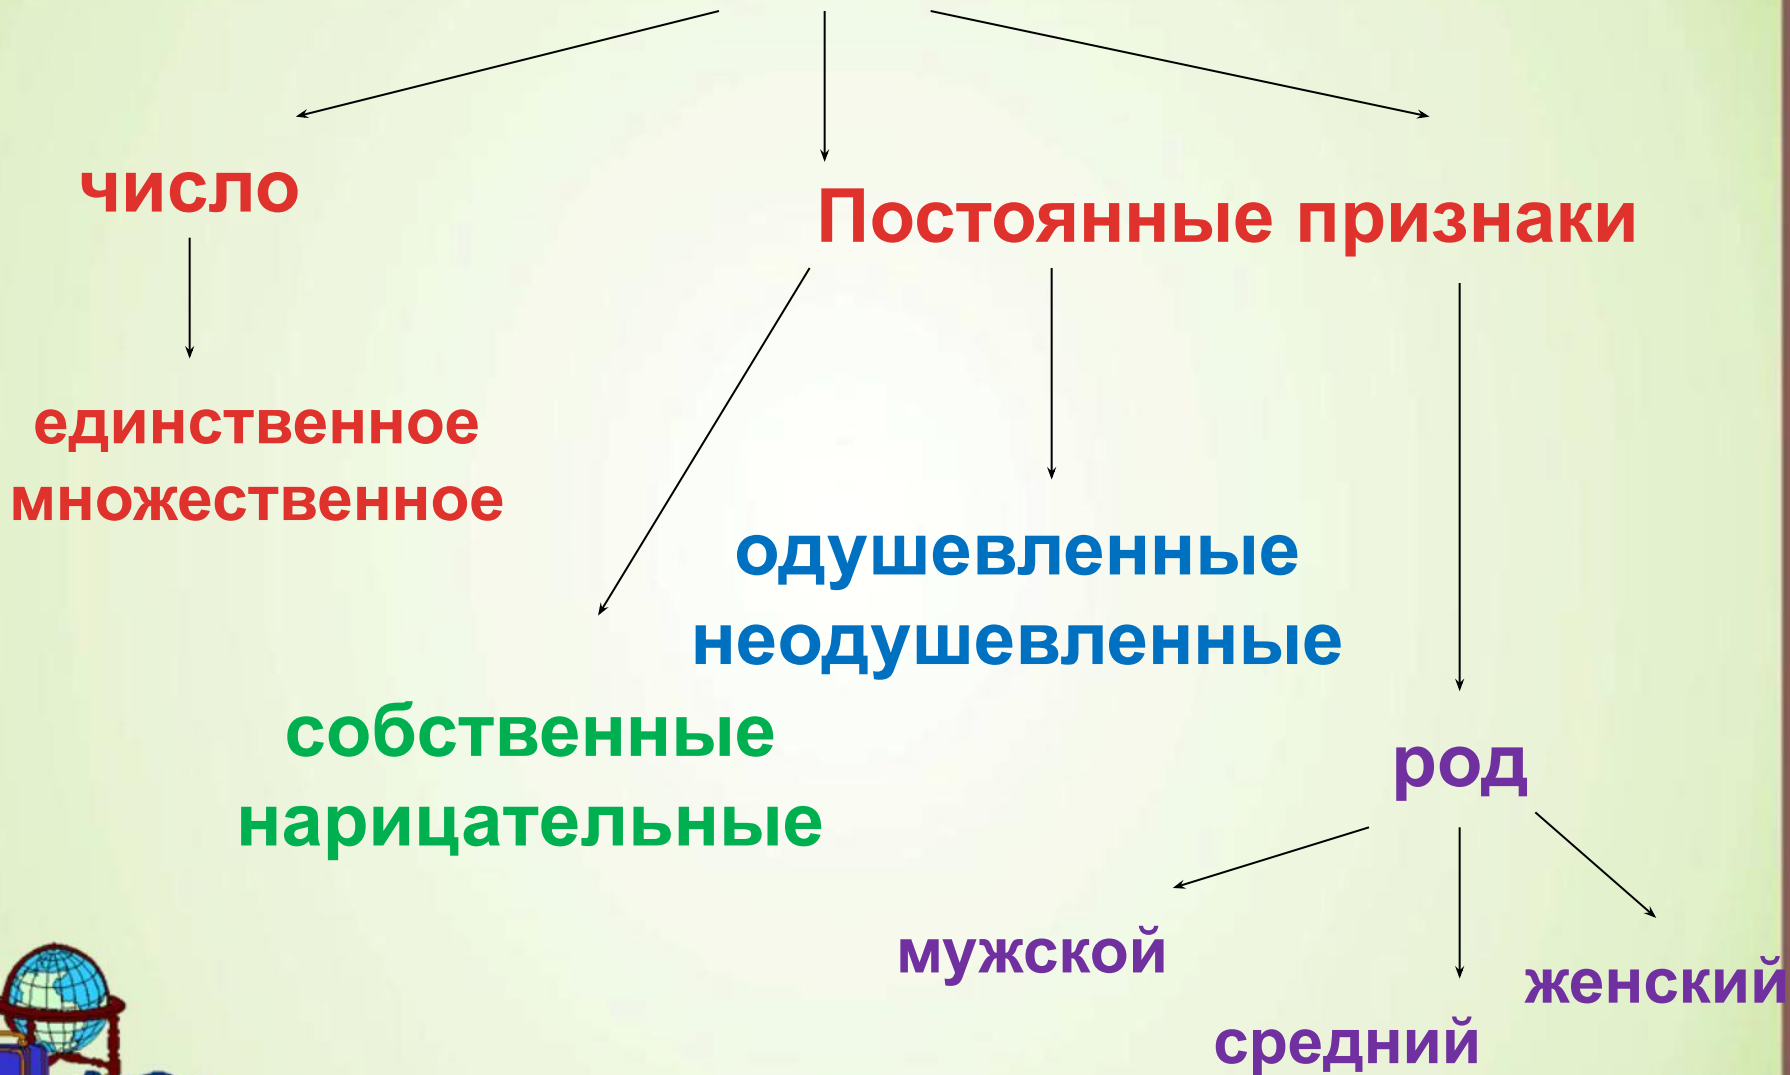 число
Постоянные признаки
единственное
множественное
одушевленные
неодушевленные
собственные
нарицательные
род
мужской
женский
средний